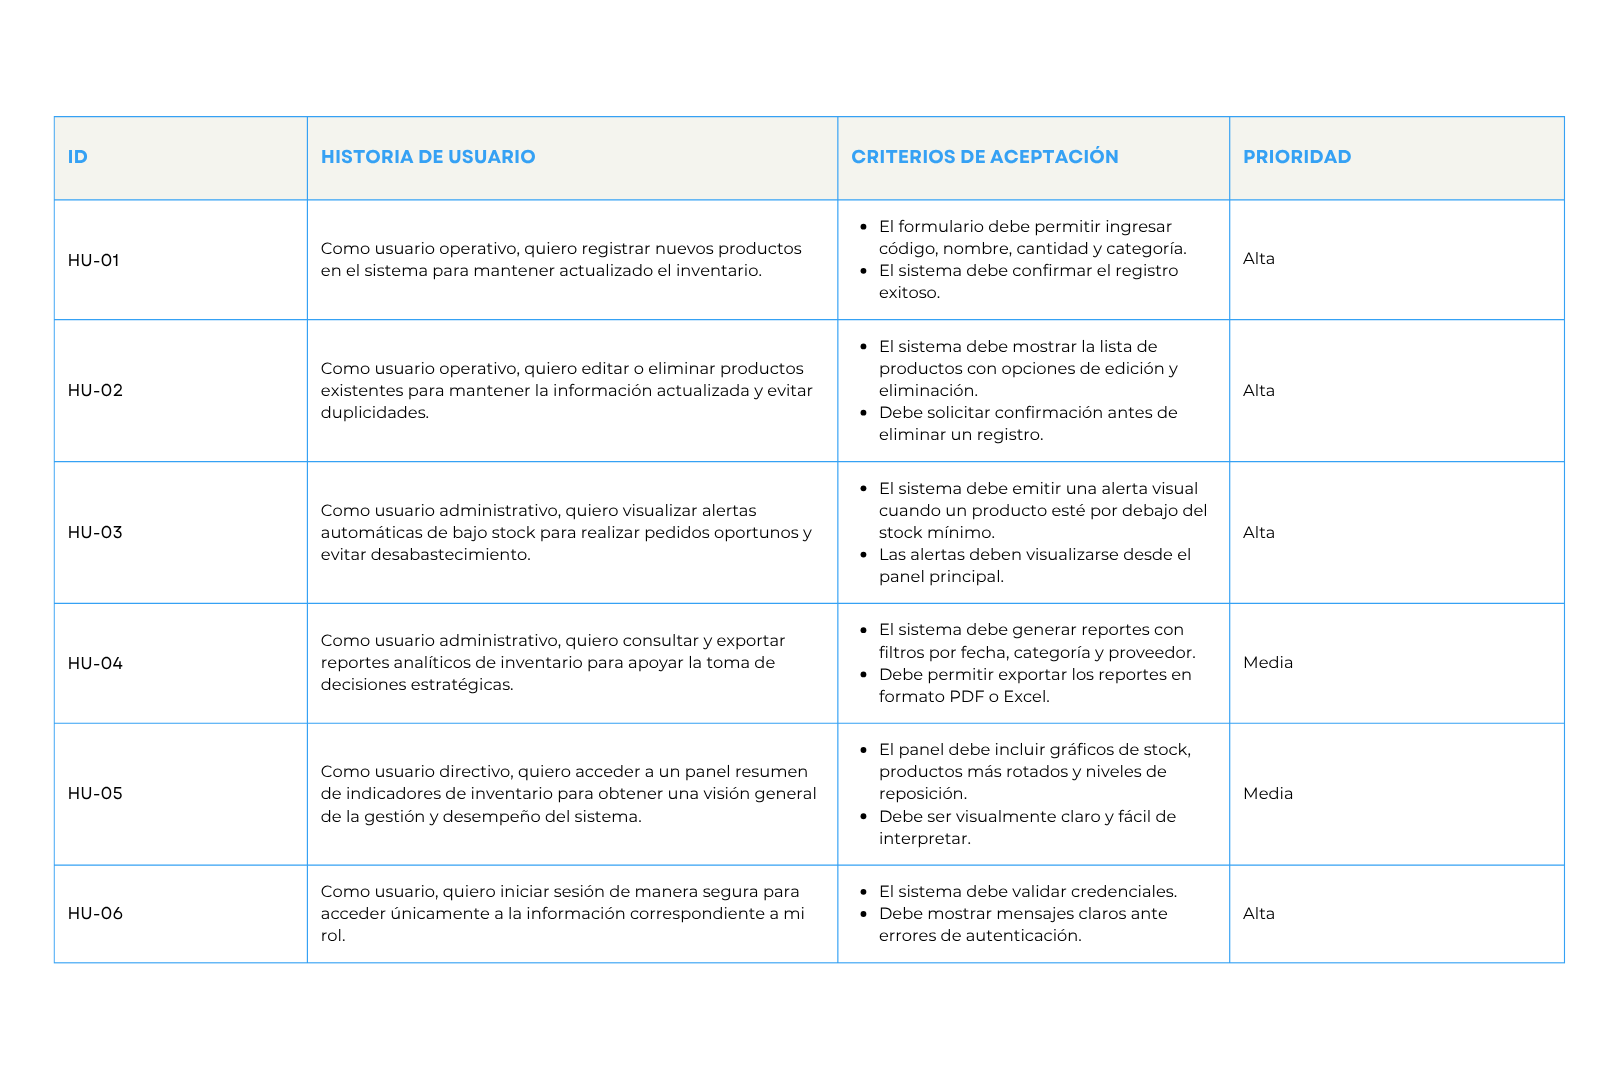 ID
HISTORIA DE USUARIO
CRITERIOS DE ACEPTACIÓN
PRIORIDAD
HU-01
Como usuario operativo, quiero registrar nuevos productos
en el sistema para mantener actualizado el inventario.
• El formulario debe permitir ingresar
código, nombre, cantidad y categoría.
• El sistema debe confirmar el registro
exitoso.
Alta
HU-02
Como usuario operativo, quiero editar o eliminar productos
existentes para mantener la información actualizada y evitar
duplicidades.
• El sistema debe mostrar la lista de
productos con opciones de edición y
eliminación.
• Debe solicitar confirmación antes de
eliminar un registro.
Alta
HU-03
Como usuario administrativo, quiero visualizar alertas
automáticas de bajo stock para realizar pedidos oportunos y
evitar desabastecimiento.
• El sistema debe emitir una alerta visual
cuando un producto esté por debajo del
stock mínimo.
• Las alertas deben visualizarse desde el
panel principal.
Alta
HU-04
Como usuario administrativo, quiero consultar y exportar
reportes analíticos de inventario para apoyar la toma de
decisiones estratégicas.
• El sistema debe generar reportes con
filtros por fecha, categoría y proveedor.
• Debe permitir exportar los reportes en
formato PDF o Excel.
Media
HU-05
Como usuario directivo, quiero acceder a un panel resumen
de indicadores de inventario para obtener una visión general
de la gestión y desempeño del sistema.
• El panel debe incluir gráficos de stock,
productos más rotados y niveles de
reposición.
• Debe ser visualmente claro y fácil de
interpretar.
Media
HU-06
Como usuario, quiero iniciar sesión de manera segura para
acceder únicamente a la información correspondiente a mi
rol.
• El sistema debe validar credenciales.
• Debe mostrar mensajes claros ante
errores de autenticación.
Alta